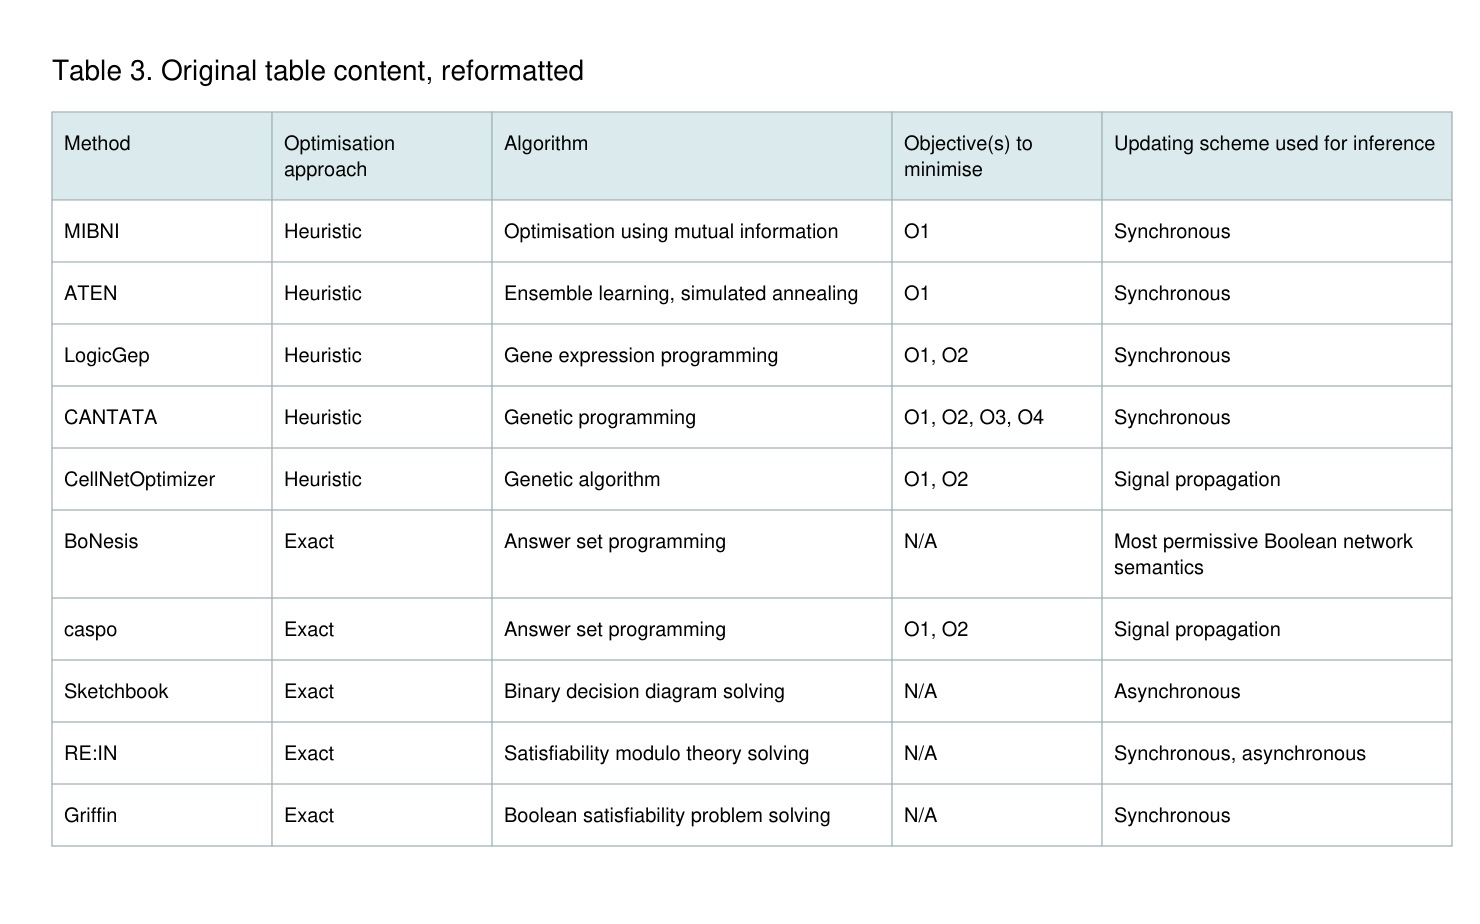 Table 3. Original table content, reformatted
Method
Optimisation
approach
Algorithm
Objective(s) to
minimise
Updating scheme used for inference
MIBNI
Heuristic
Optimisation using mutual information
O1
Synchronous
ATEN
Heuristic
Ensemble learning, simulated annealing
O1
Synchronous
LogicGep
Heuristic
Gene expression programming
O1, O2
Synchronous
CANTATA
Heuristic
Genetic programming
O1, O2, O3, O4
Synchronous
CellNetOptimizer
Heuristic
Genetic algorithm
O1, O2
Signal propagation
BoNesis
Exact
Answer set programming
N/A
Most permissive Boolean network
semantics
caspo
Exact
Answer set programming
O1, O2
Signal propagation
Sketchbook
Exact
Binary decision diagram solving
N/A
Asynchronous
RE:IN
Exact
Satisfiability modulo theory solving
N/A
Synchronous, asynchronous
Griffin
Exact
Boolean satisfiability problem solving
N/A
Synchronous